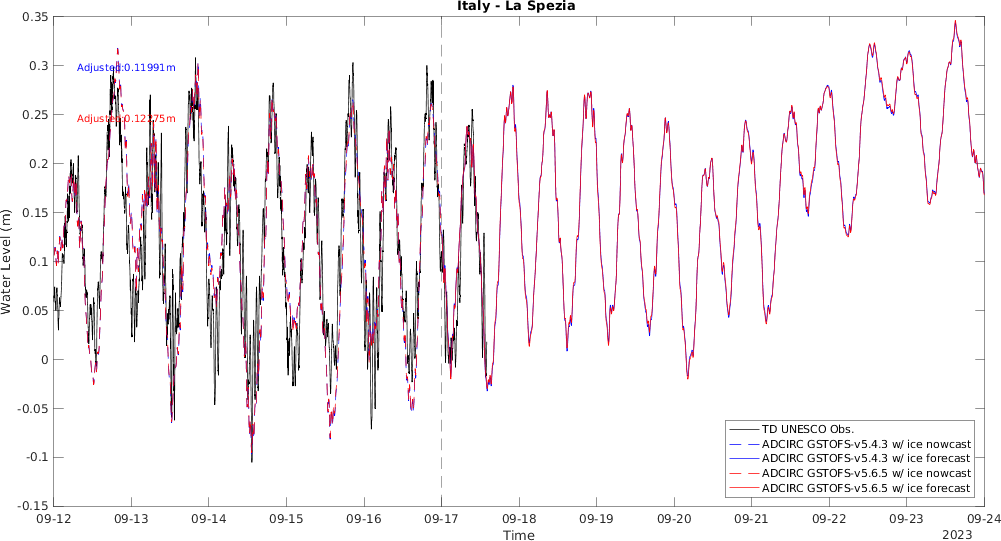 Italy - La Spezia
0.35
0.3
0.25
0.2
0.15
0.1
0.05
0
-0.05
-0.1
-0.15
Water Level (m)
Adjusted:0.11991m
Adjusted:0.12275m
TD UNESCO Obs.
ADCIRC GSTOFS-v5.4.3 w/ ice nowcast
ADCIRC GSTOFS-v5.4.3 w/ ice forecast
ADCIRC GSTOFS-v5.6.5 w/ ice nowcast
ADCIRC GSTOFS-v5.6.5 w/ ice forecast
09-12 09-13 09-14 09-15 09-16 09-17 09-18 09-19 09-20 09-21 09-22 09-23 09-24
Time
2023